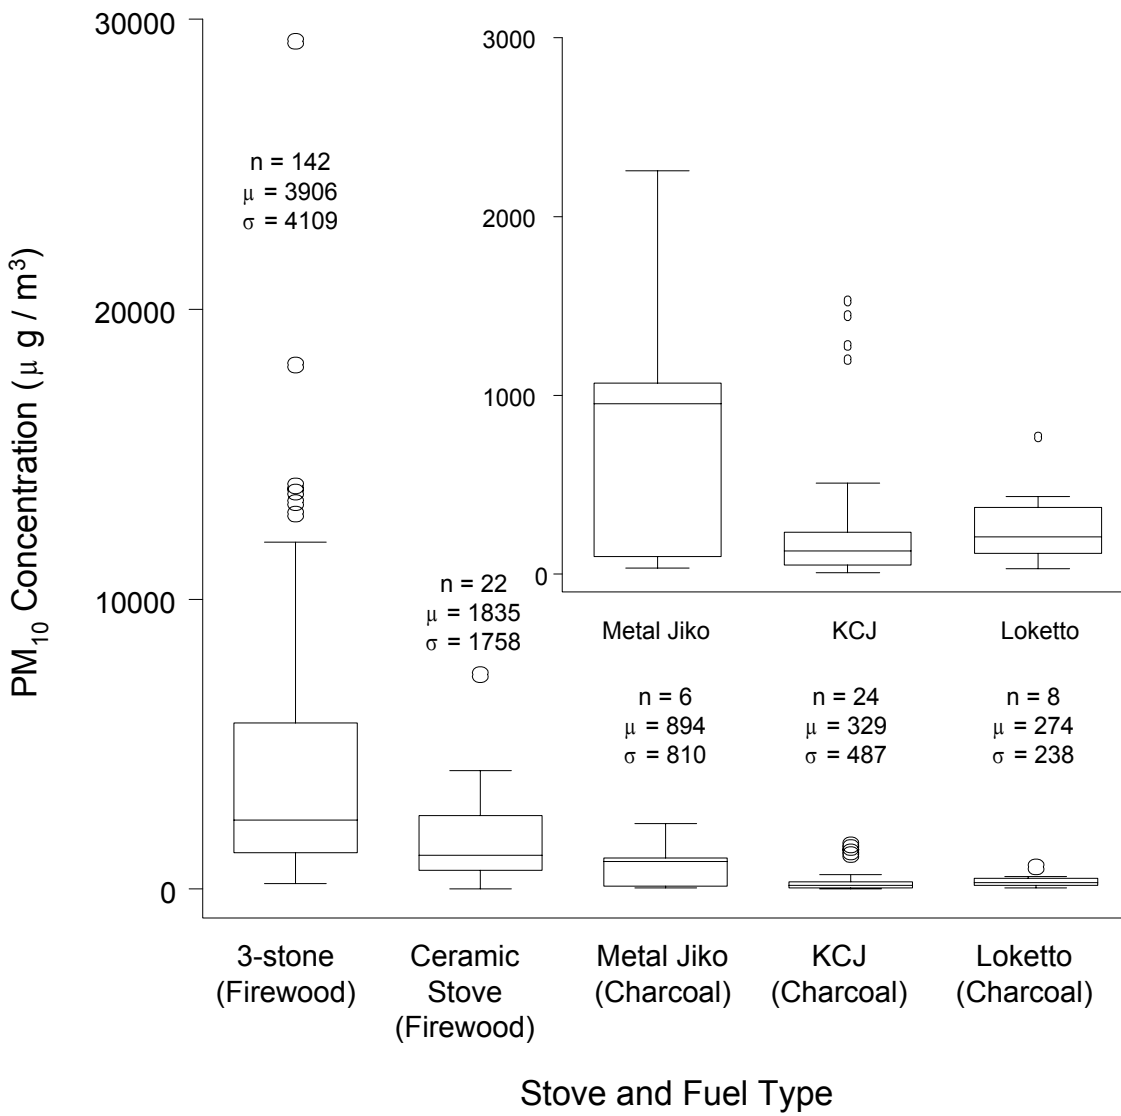 PM10 Concentration (μ g / m³)
30000
20000
10000
0
n = 142
μ = 3906
σ = 4109
n = 22
μ = 1835
σ = 1758
3000
2000
1000
0
Metal Jiko KCJ Loketto
n = 6
μ = 894
σ = 810
n = 24
μ = 329
σ = 487
n = 8
μ = 274
σ = 238
3-stone
(Firewood)
Ceramic
Stove
(Firewood)
Metal Jiko
(Charcoal)
KCJ
(Charcoal)
Loketto
(Charcoal)
Stove and Fuel Type